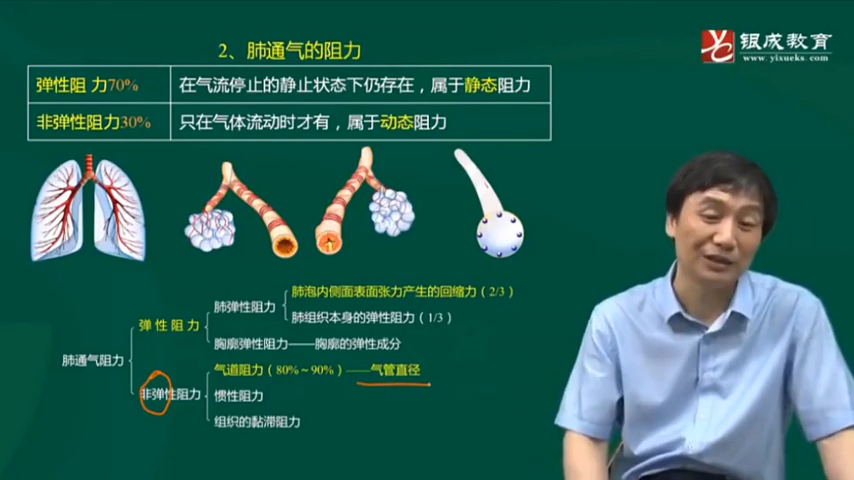 2、肺通气的阻力
银成教育
www.yixueks.com
弹性阻 力70% 在气流停止的静止状态下仍存在，属于静态阻力
非弹性阻力30% 只在气体流动时才有，属于动态阻力
肺泡内侧面表面张力产生的回缩力（2/3）
肺弹性阻力
肺组织本身的弹性阻力（1/3）
弹 性 阻 力
胸廓弹性阻力——胸廓的弹性成分
肺通气阻力
气道阻力（80%～90%）——气管直径
非弹性阻力
惯性阻力
组织的黏滞阻力